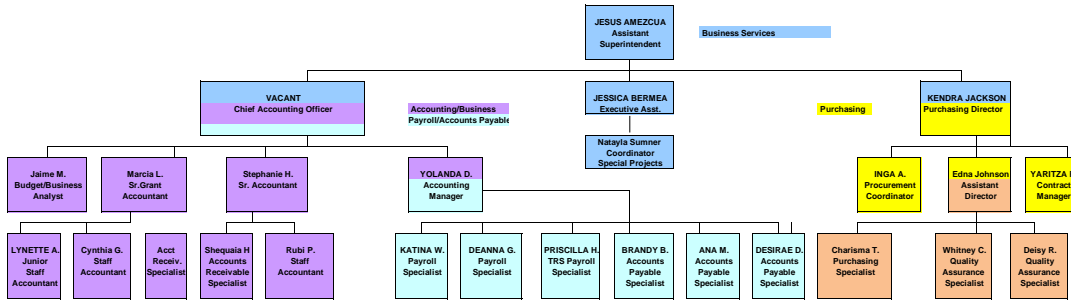 JESUS AMEZCUA
Assistant
Superintendent
Business Services
VACANT
Chief Accounting Officer
Accounting/Business
Payroll/Accounts Payable
JESSICA BERMEA
Executive Asst.
Purchasing
KENDRA JACKSON
Purchasing Director
Natayla Sumner
Coordinator
Special Projects
Jaime M.
Budget/Business
Analyst
Marcia L.
Sr.Grant
Accountant
Stephanie H.
Sr. Accountant
YOLANDA D.
Accounting
Manager
INGA A.
Procurement
Coordinator
Edna Johnson
Assistant
Director
YARITZA
Contract
Manager
LYNETTE A.
Junior
Staff
Accountant
Cynthia G.
Staff
Accountant
Acct
Receiv.
Specialist
Shequaia H
Accounts
Receivable
Specialist
Rubi P.
Staff
Accountant
KATINA W.
Payroll
Specialist
DEANNA G.
Payroll
Specialist
PRISCILLA H.
TRS Payroll
Specialist
BRANDY B.
Accounts
Payable
Specialist
ANA M.
Accounts
Payable
Specialist
DESIRAE D.
Accounts
Payable
Specialist
Charisma T.
Purchasing
Specialist
Whitney C.
Quality
Assurance
Specialist
Deisy R.
Quality
Assurance
Specialist